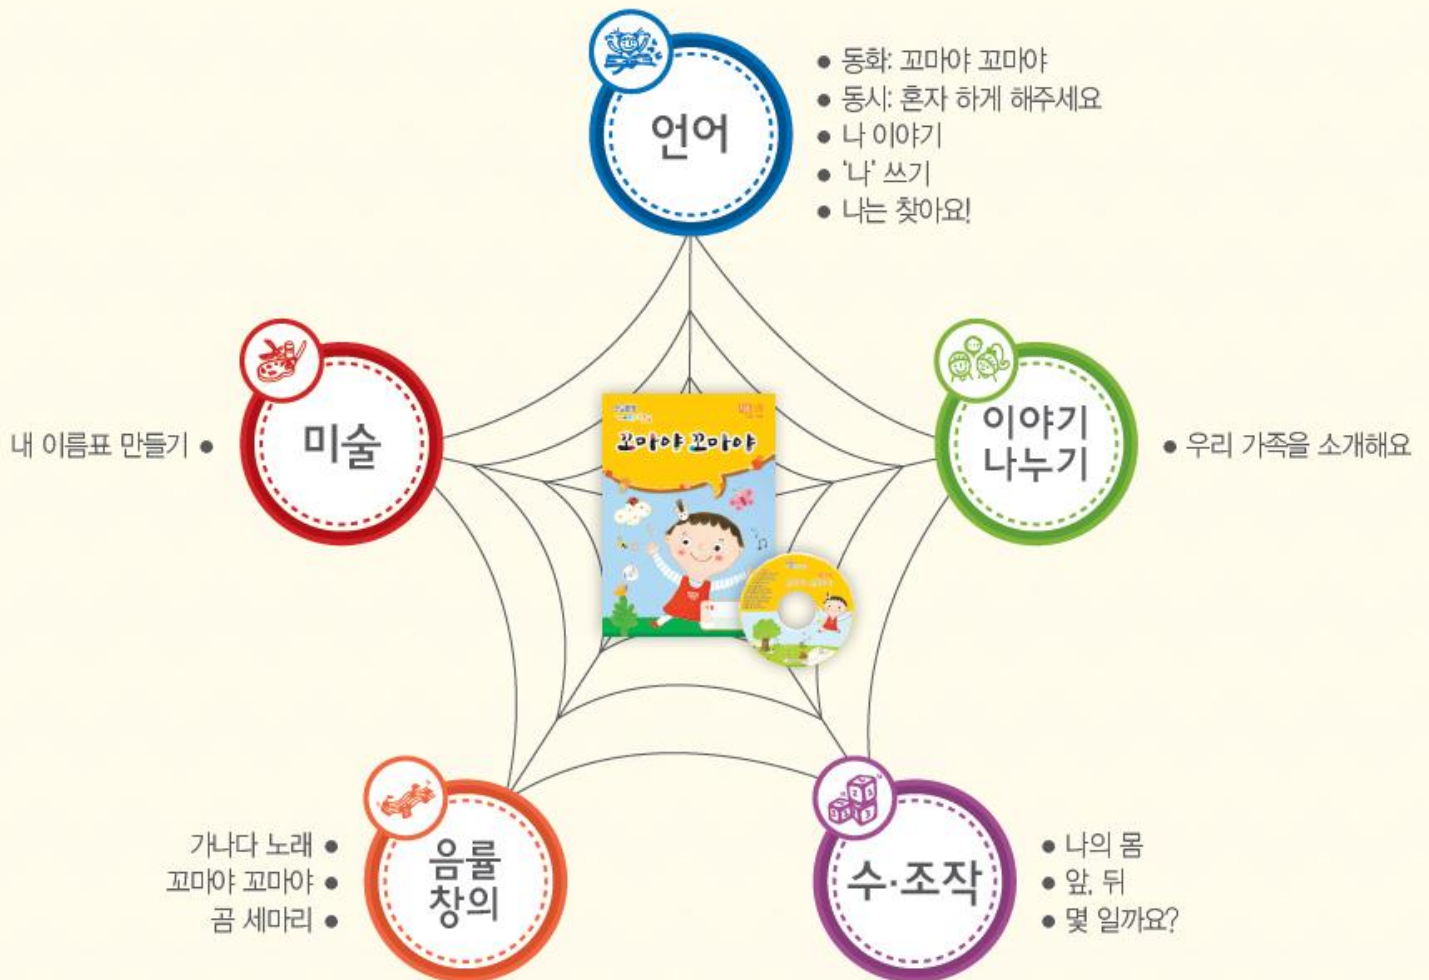 언어
동화: 꼬마야 꼬마야
동시: 혼자 하게 해주세요
나 이야기
'나' 쓰기
나는 찾아요!
미술
내 이름표 만들기
꼬마야 꼬마야
이야기
나누기
우리 가족을 소개해요
음률
창의
가나다 노래
꼬마야 꼬마야
곰 세마리
수·조작
나의 몸
앞, 뒤
몇 일까요?